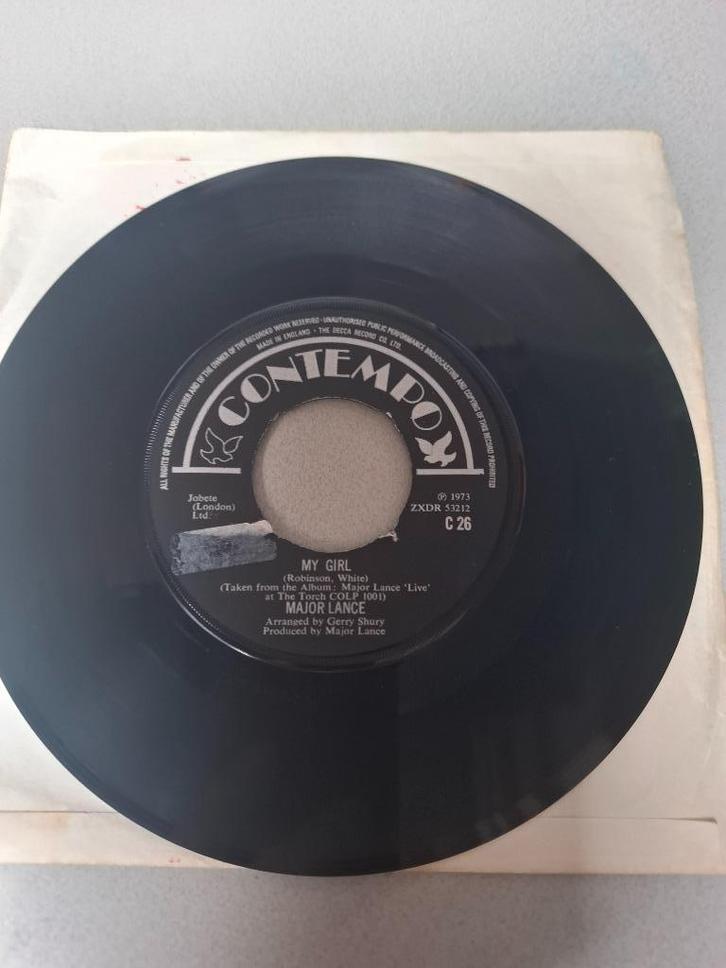 ALL RIGHTS OF THE MANUFACTURER AND OF THE OWNER OF THE RECORDED WORK RESERVED · UNAUTHORISED PUBLIC PERFORMANCE BROADCASTING AND COPYING OF THIS RECORD PROHIBITED
MADE IN ENGLAND · THE DECCA RECORD CO. LTD.
CONTEMPO
Jobete
(London)
Ltd.
℗ 1973
ZXDR 53212
C 26
MY GIRL
(Robinson, White)
(Taken from the Album: Major Lance 'Live'
at The Torch COLP 1001)
MAJOR LANCE
Arranged by Gerry Shury
Produced by Major Lance